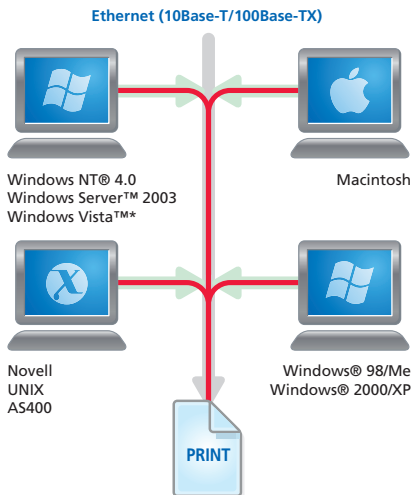 Ethernet (10Base-T/100Base-TX)
Windows NT® 4.0
Windows Server™ 2003
Windows Vista™*
Macintosh
Novell
UNIX
AS400
Windows® 98/Me
Windows® 2000/XP
PRINT